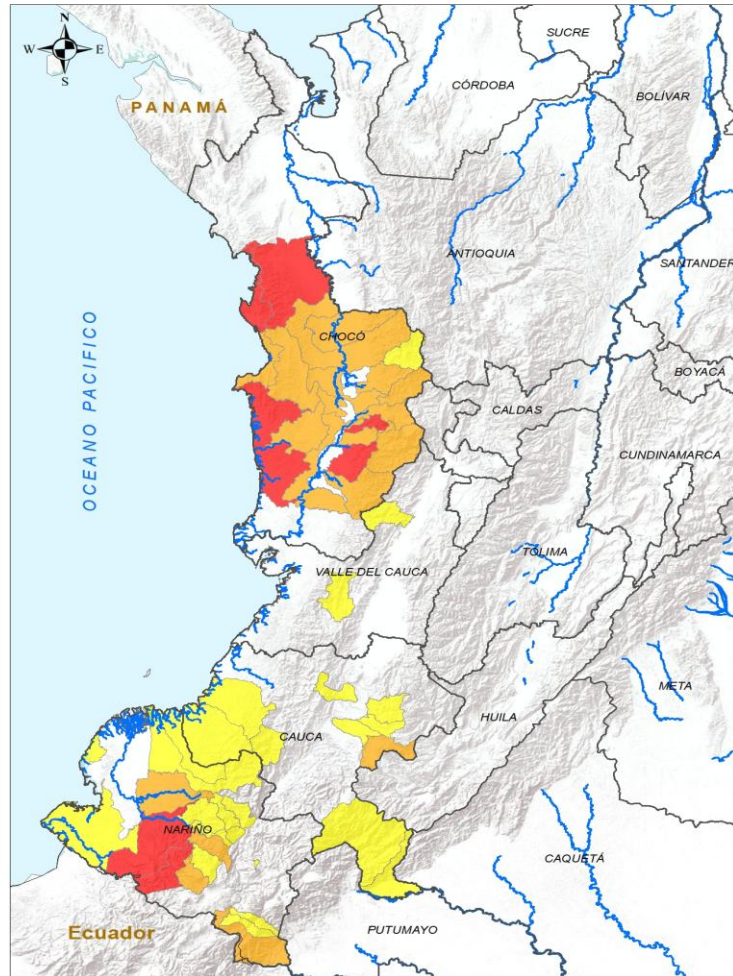 N
W E
S
SUCRE
CÓRDOBA
BOLÍVAR
PANAMÁ
ANTIOQUIA
SANTANDER
OCEANO PACIFICO
CHOCÓ
BOYACÁ
CALDAS
CUNDINAMARCA
TOLIMA
VALLE DEL CAUCA
META
HUILA
CAUCA
NARIÑO
CAQUETÁ
PUTUMAYO
Ecuador